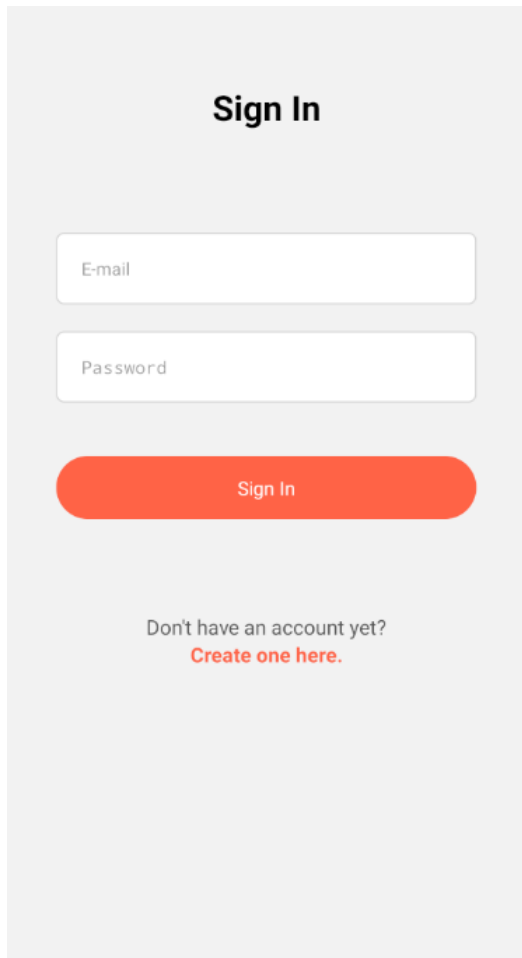 Sign In
E-mail
Password
Sign In
Don't have an account yet?
Create one here.